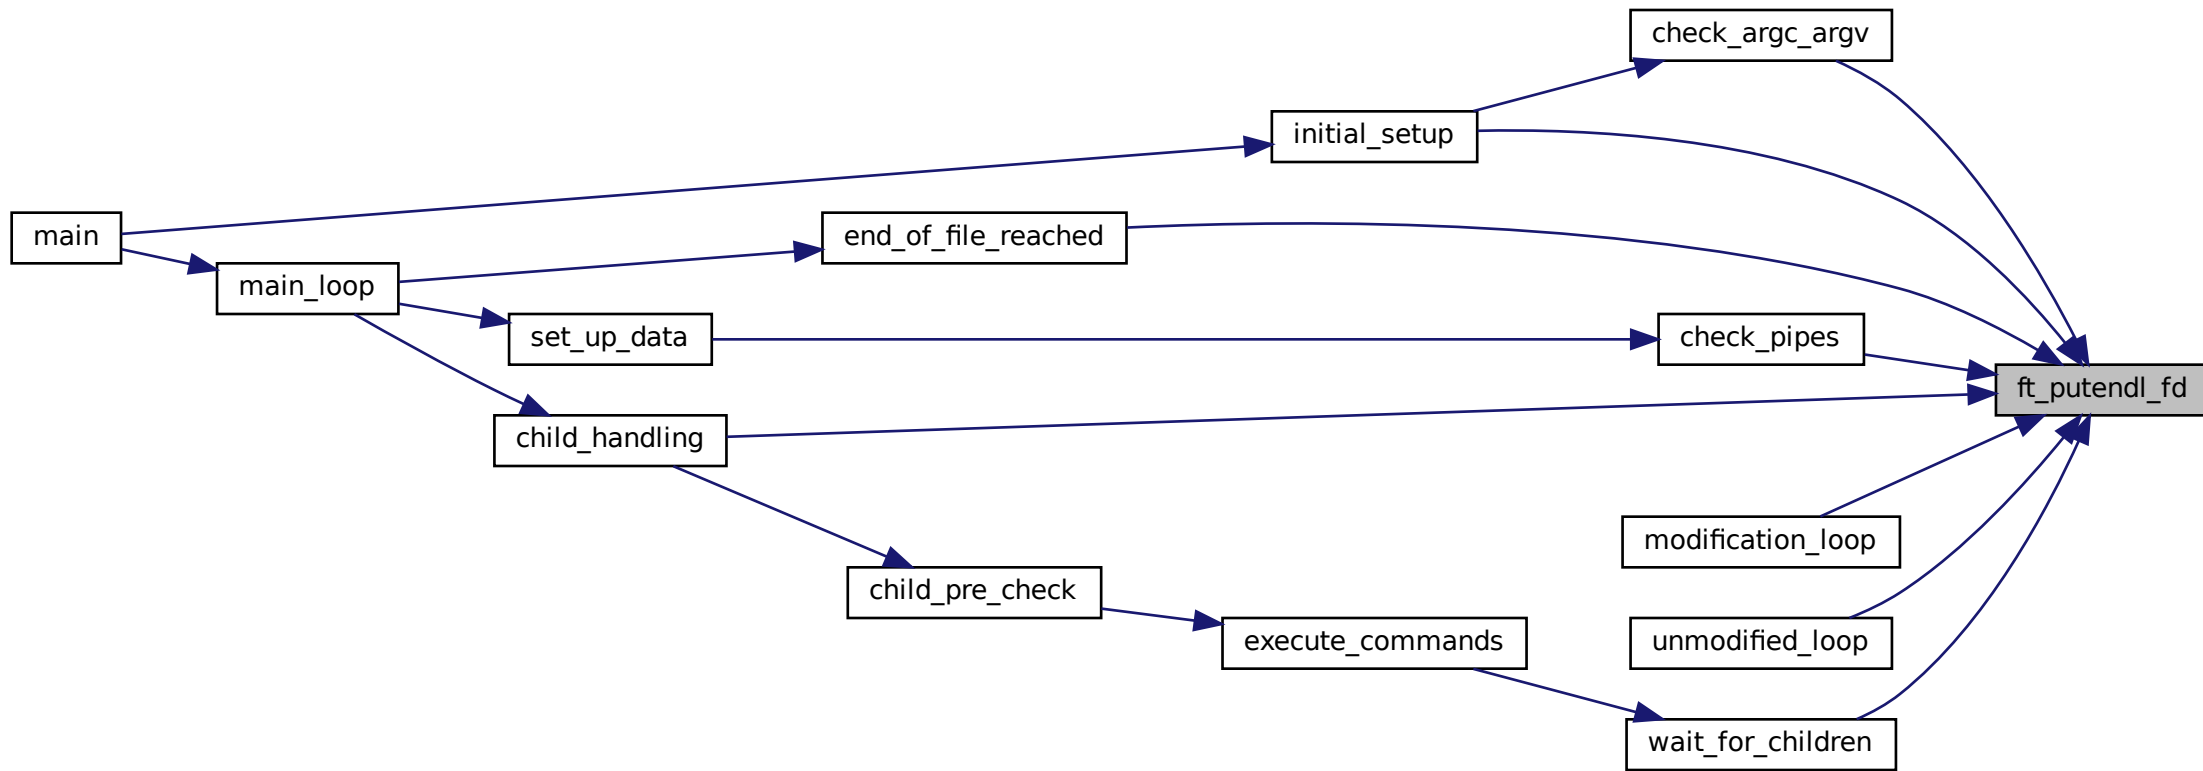 check_argc_argv
initial_setup
main
end_of_file_reached
main_loop
set_up_data
check_pipes
ft_putendl_fd
child_handling
modification_loop
child_pre_check
execute_commands
unmodified_loop
wait_for_children